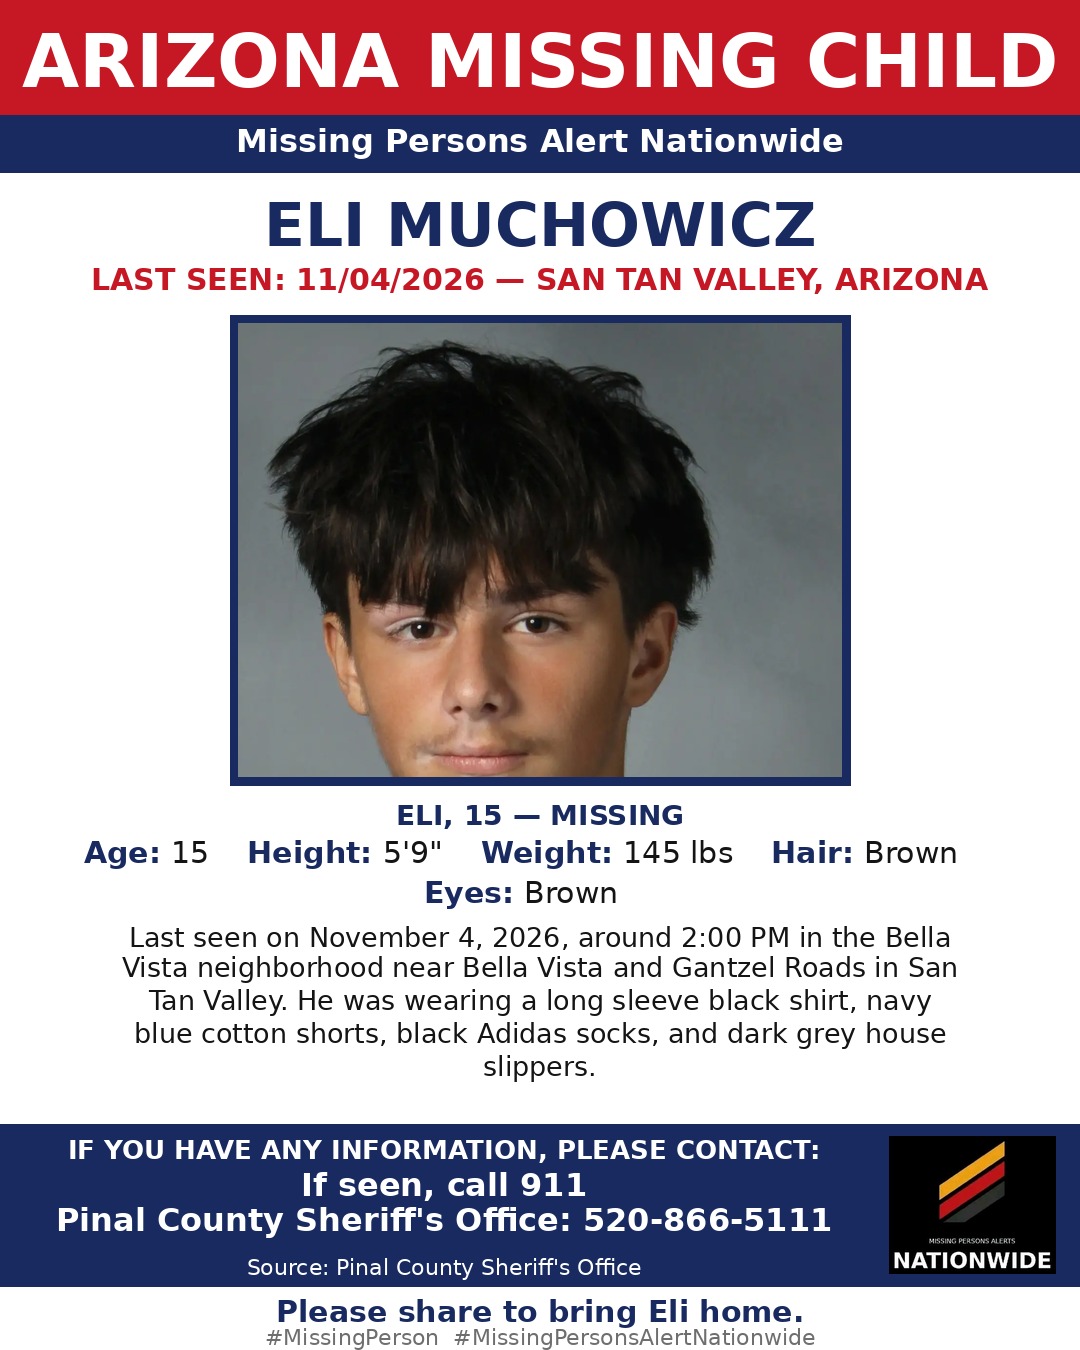 ARIZONA MISSING CHILD
Missing Persons Alert Nationwide
ELI MUCHOWICZ
LAST SEEN: 11/04/2026 — SAN TAN VALLEY, ARIZONA
ELI, 15 — MISSING
Age: 15 Height: 5'9" Weight: 145 lbs Hair: Brown
Eyes: Brown
Last seen on November 4, 2026, around 2:00 PM in the Bella
Vista neighborhood near Bella Vista and Gantzel Roads in San
Tan Valley. He was wearing a long sleeve black shirt, navy
blue cotton shorts, black Adidas socks, and dark grey house
slippers.
IF YOU HAVE ANY INFORMATION, PLEASE CONTACT:
If seen, call 911
Pinal County Sheriff's Office: 520-866-5111
Source: Pinal County Sheriff's Office
MISSING PERSONS ALERTS
NATIONWIDE
Please share to bring Eli home.
#MissingPerson #MissingPersonsAlertNationwide